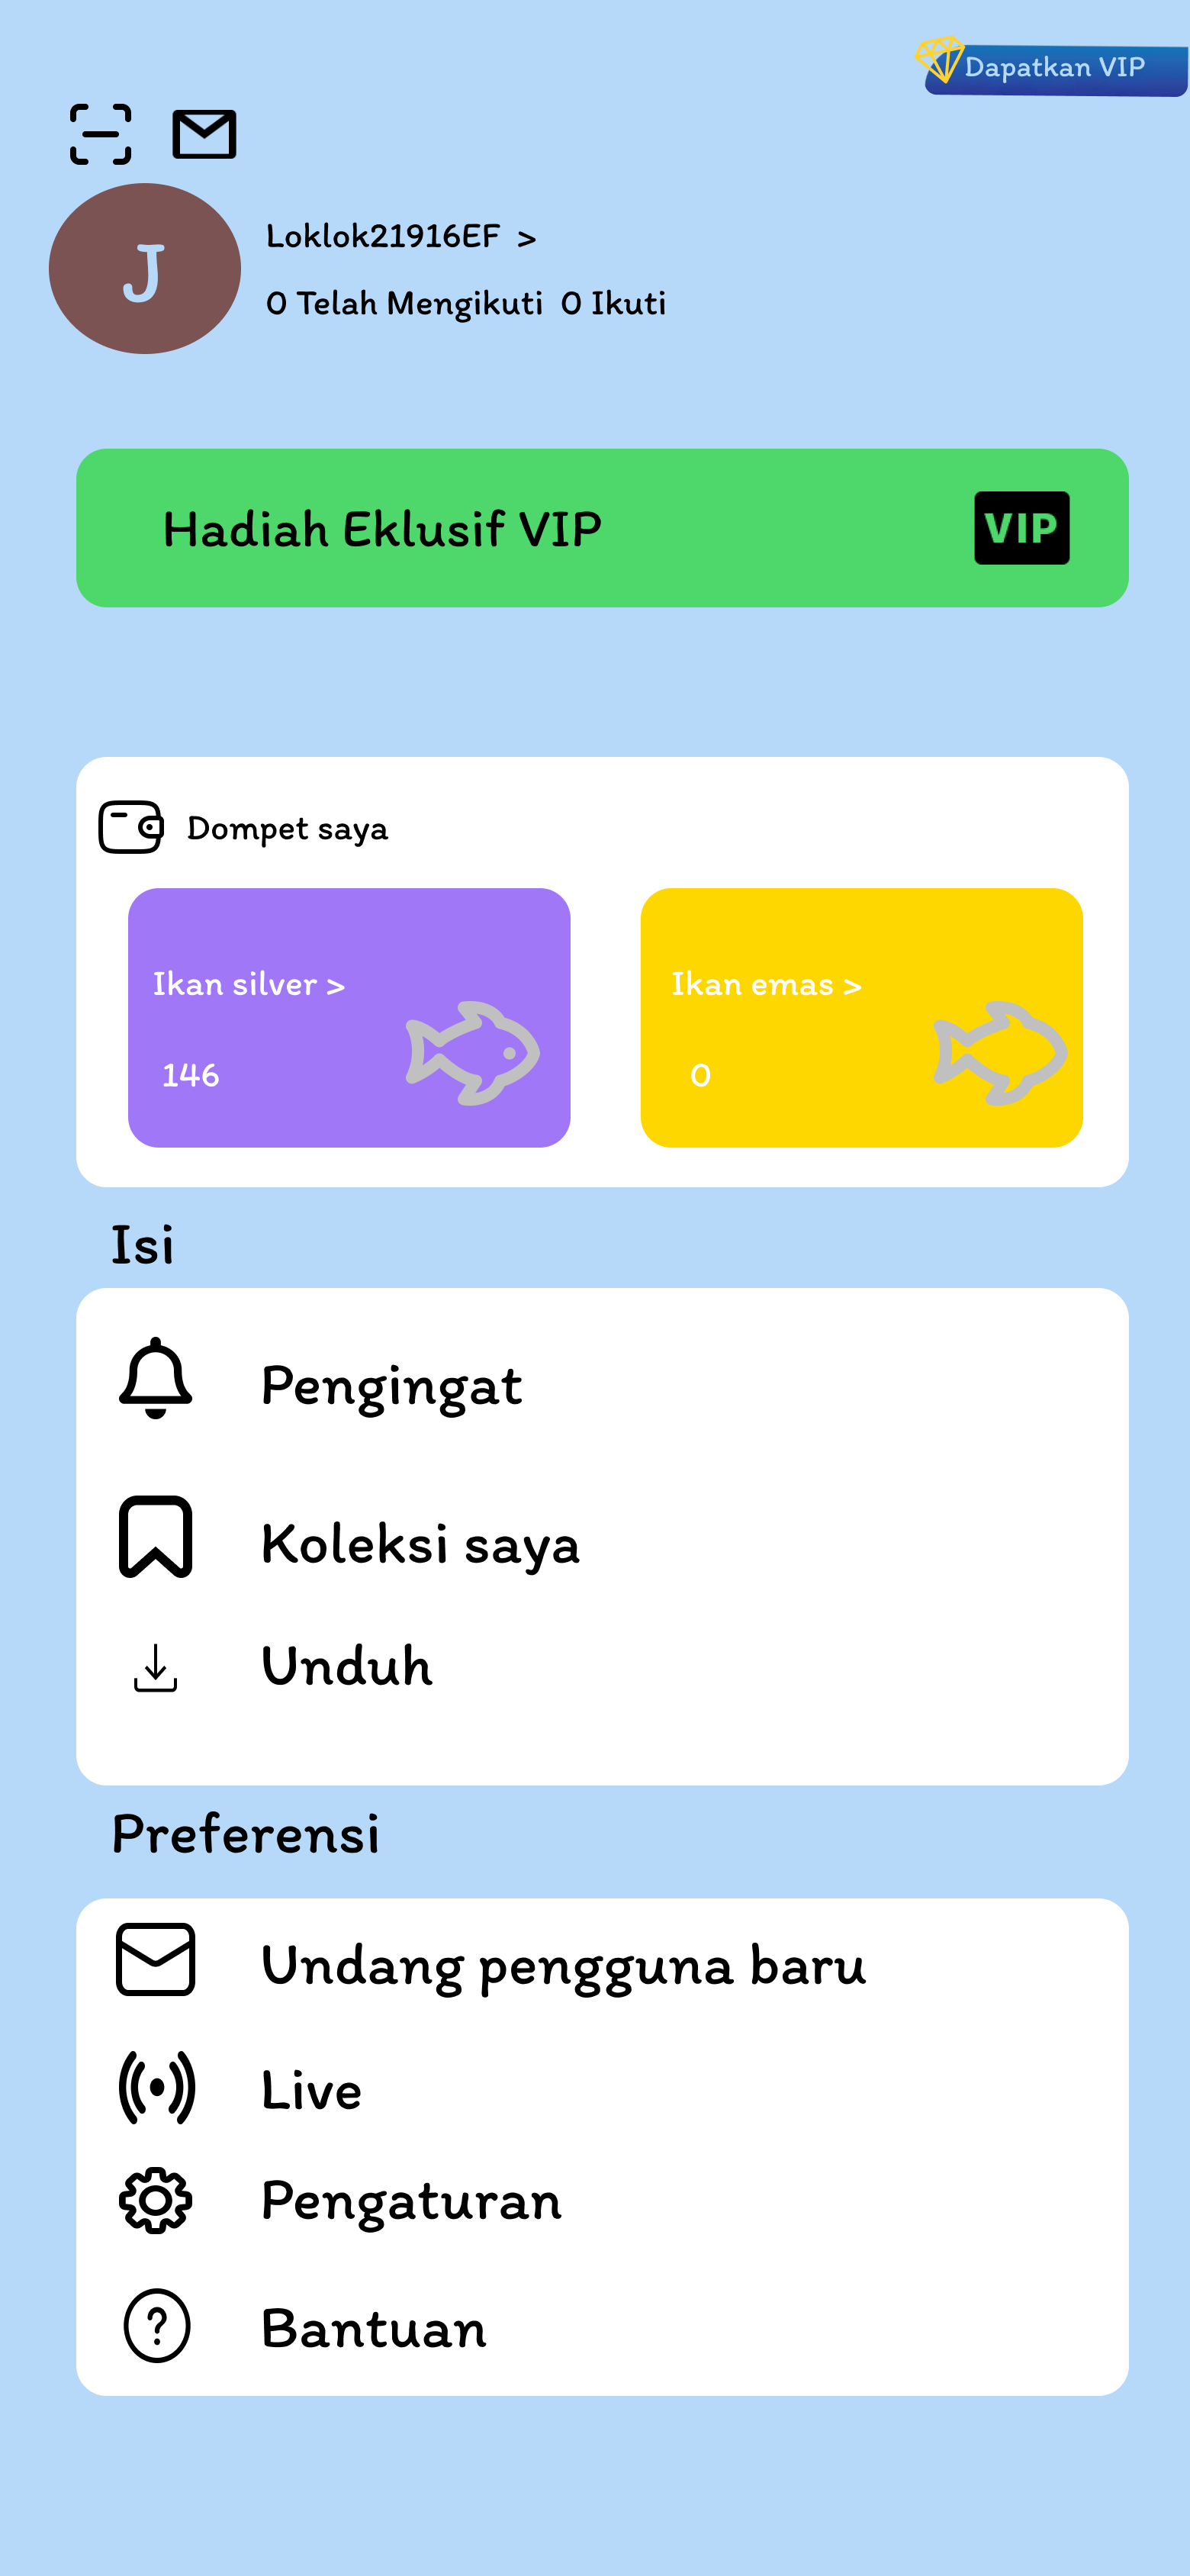 Dapatkan VIP
J
Loklok21916EF >
0 Telah Mengikuti 0 Ikuti
Hadiah Eklusif VIP
VIP
Dompet saya
Ikan silver >
Ikan emas >
146
0
Isi
Pengingat
Koleksi saya
Unduh
Preferensi
Undang pengguna baru
Live
Pengaturan
?
Bantuan